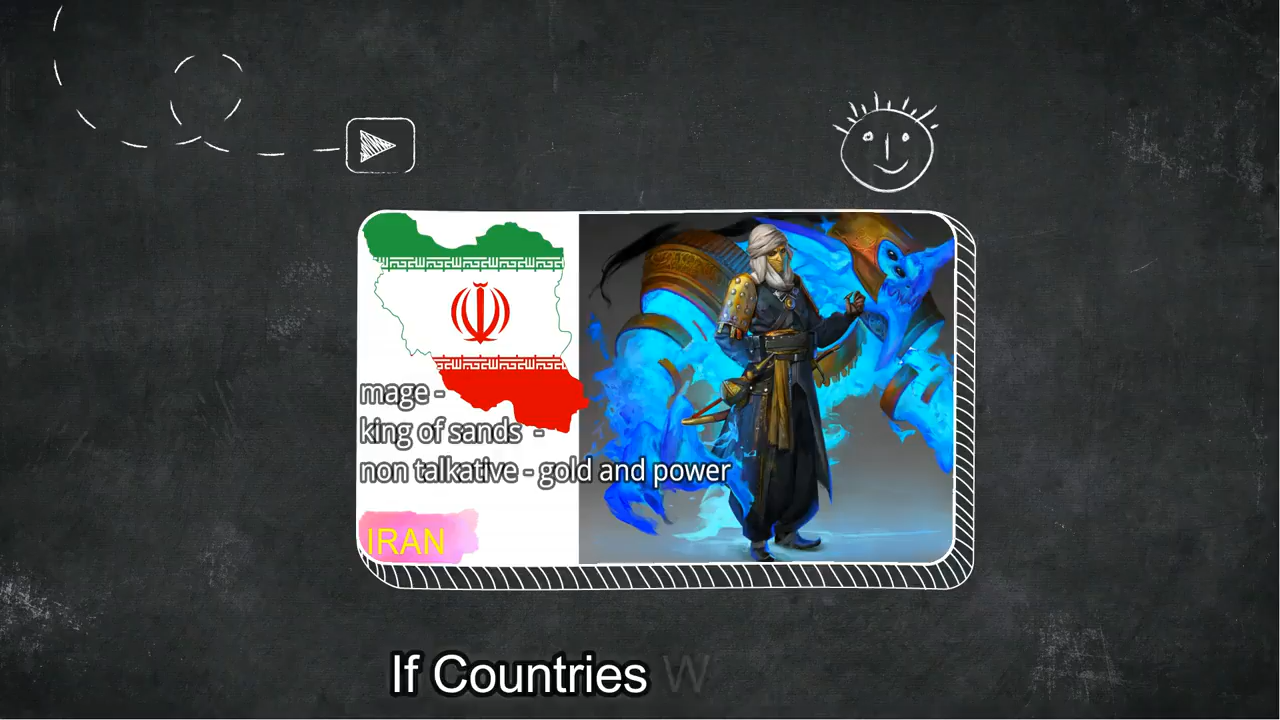 mage -
king of sands -
non talkative - gold and power
IRAN
If Countries W